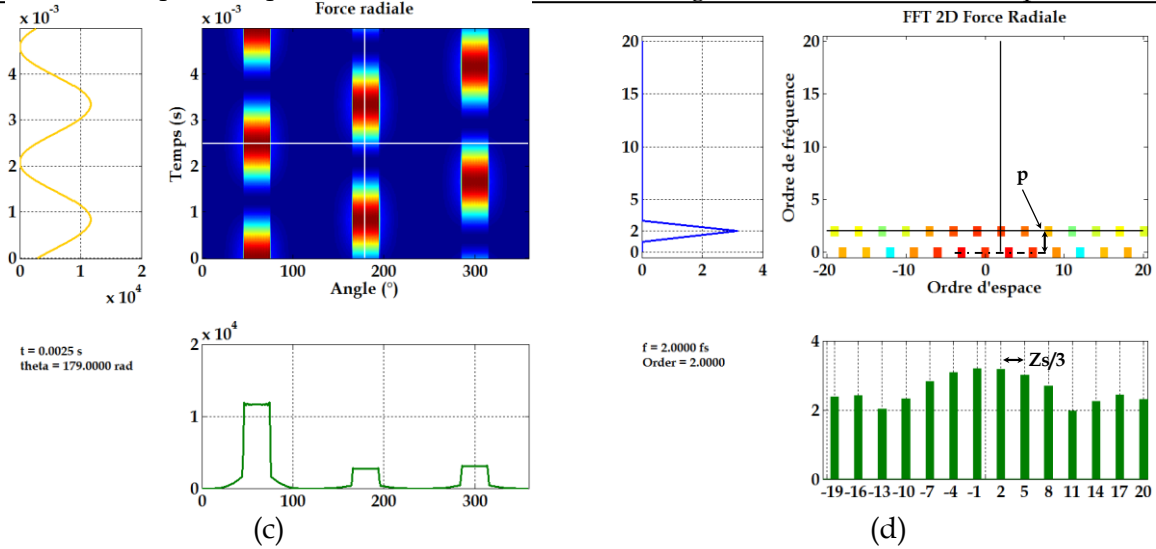 Force radiale
x 10⁻³
x 10⁻³
4
3
2
1
0
0
1
2
x 10⁴
Temps (s)
4
3
2
1
0
0
100
200
300
Angle (°)
t = 0.0025 s
theta = 179.0000 rad
x 10⁴
2
1
0
0
100
200
300
(c)
FFT 2D Force Radiale
20
15
10
5
2
0
0
2
4
Ordre de fréquence
20
15
10
5
2
0
p
-20
-10
0
10
20
Ordre d'espace
f = 2.0000 fs
Order = 2.0000
4
2
0
Zs/3
-19 -16 -13 -10 -7 -4 -1 2 5 8 11 14 17 20
(d)